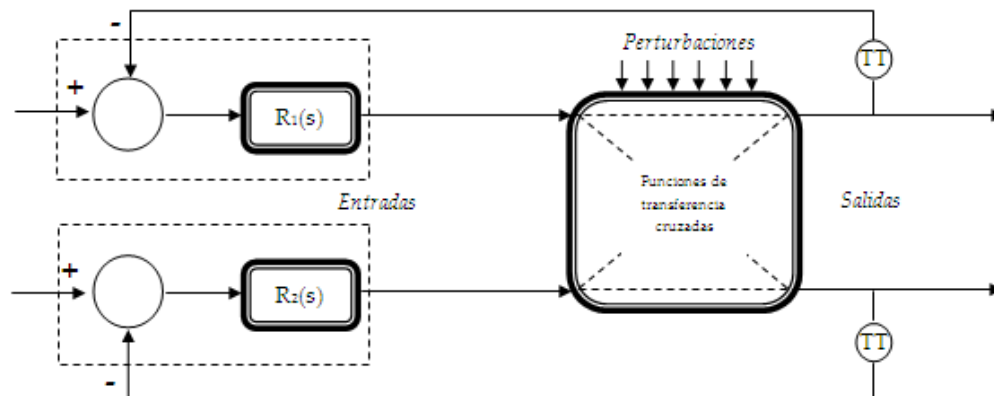 -
Perturbaciones
TT
+
R1(s)
Funciones de
transferencia
cruzadas
Entradas
Salidas
+
R2(s)
TT
-